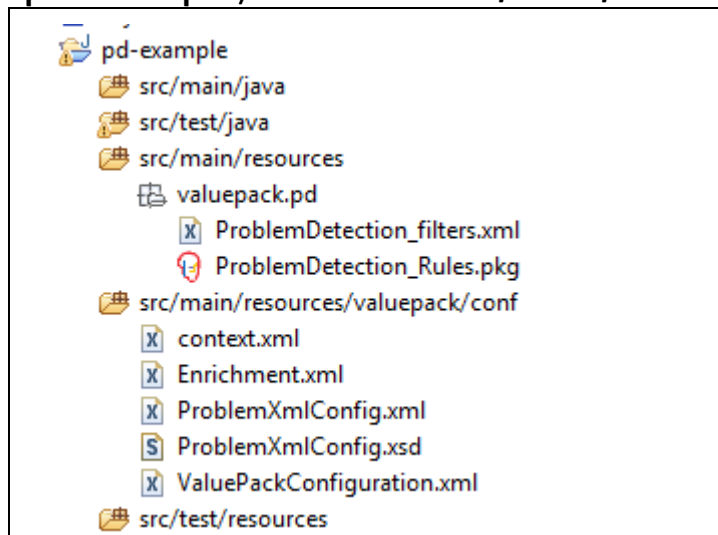 pd-example
src/main/java
src/test/java
src/main/resources
valuepack.pd
ProblemDetection_filters.xml
ProblemDetection_Rules.pkg
src/main/resources/valuepack/conf
context.xml
Enrichment.xml
ProblemXmlConfig.xml
ProblemXmlConfig.xsd
ValuePackConfiguration.xml
src/test/resources